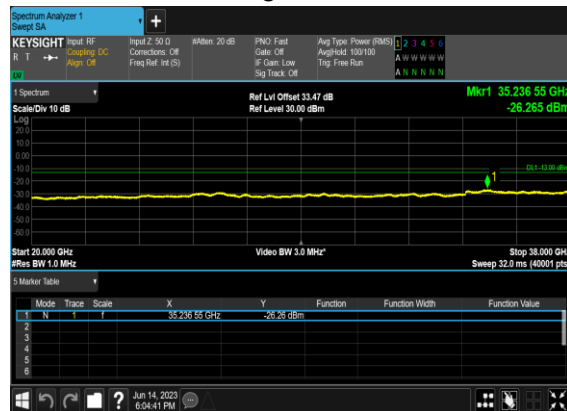 Spectrum Analyzer 1
Swept SA
+
KEYSIGHT Input: RF Input Z: 50 Ω #Atten: 20 dB PNO: Fast Avg Type: Power (RMS) 1 2 3 4 5 6
R T Coupling: DC Corrections: Off Gate: Off Avg|Hold: 100/100 A W W W W W
Align: Off Freq Ref: Int (S) IF Gain: Low Trig: Free Run
LXI Sig Track: Off A N N N N N
1 Spectrum Ref Lvl Offset 33.47 dB Mkr1 35.236 55 GHz
Scale/Div 10 dB Ref Level 30.00 dBm -26.265 dBm
Log
20.0
10.0
0.00
-10.0 DL1 -13.00 dBm
1
-20.0
-30.0
-40.0
-50.0
-60.0
Start 20.000 GHz Video BW 3.0 MHz* Stop 38.000 GHz
#Res BW 1.0 MHz Sweep 32.0 ms (40001 pts)
5 Marker Table
Mode Trace Scale X Y Function Function Width Function Value
1 N 1 f 35.236 55 GHz -26.26 dBm
2
3
4
5
6
? Jun 14, 2023
6:04:41 PM